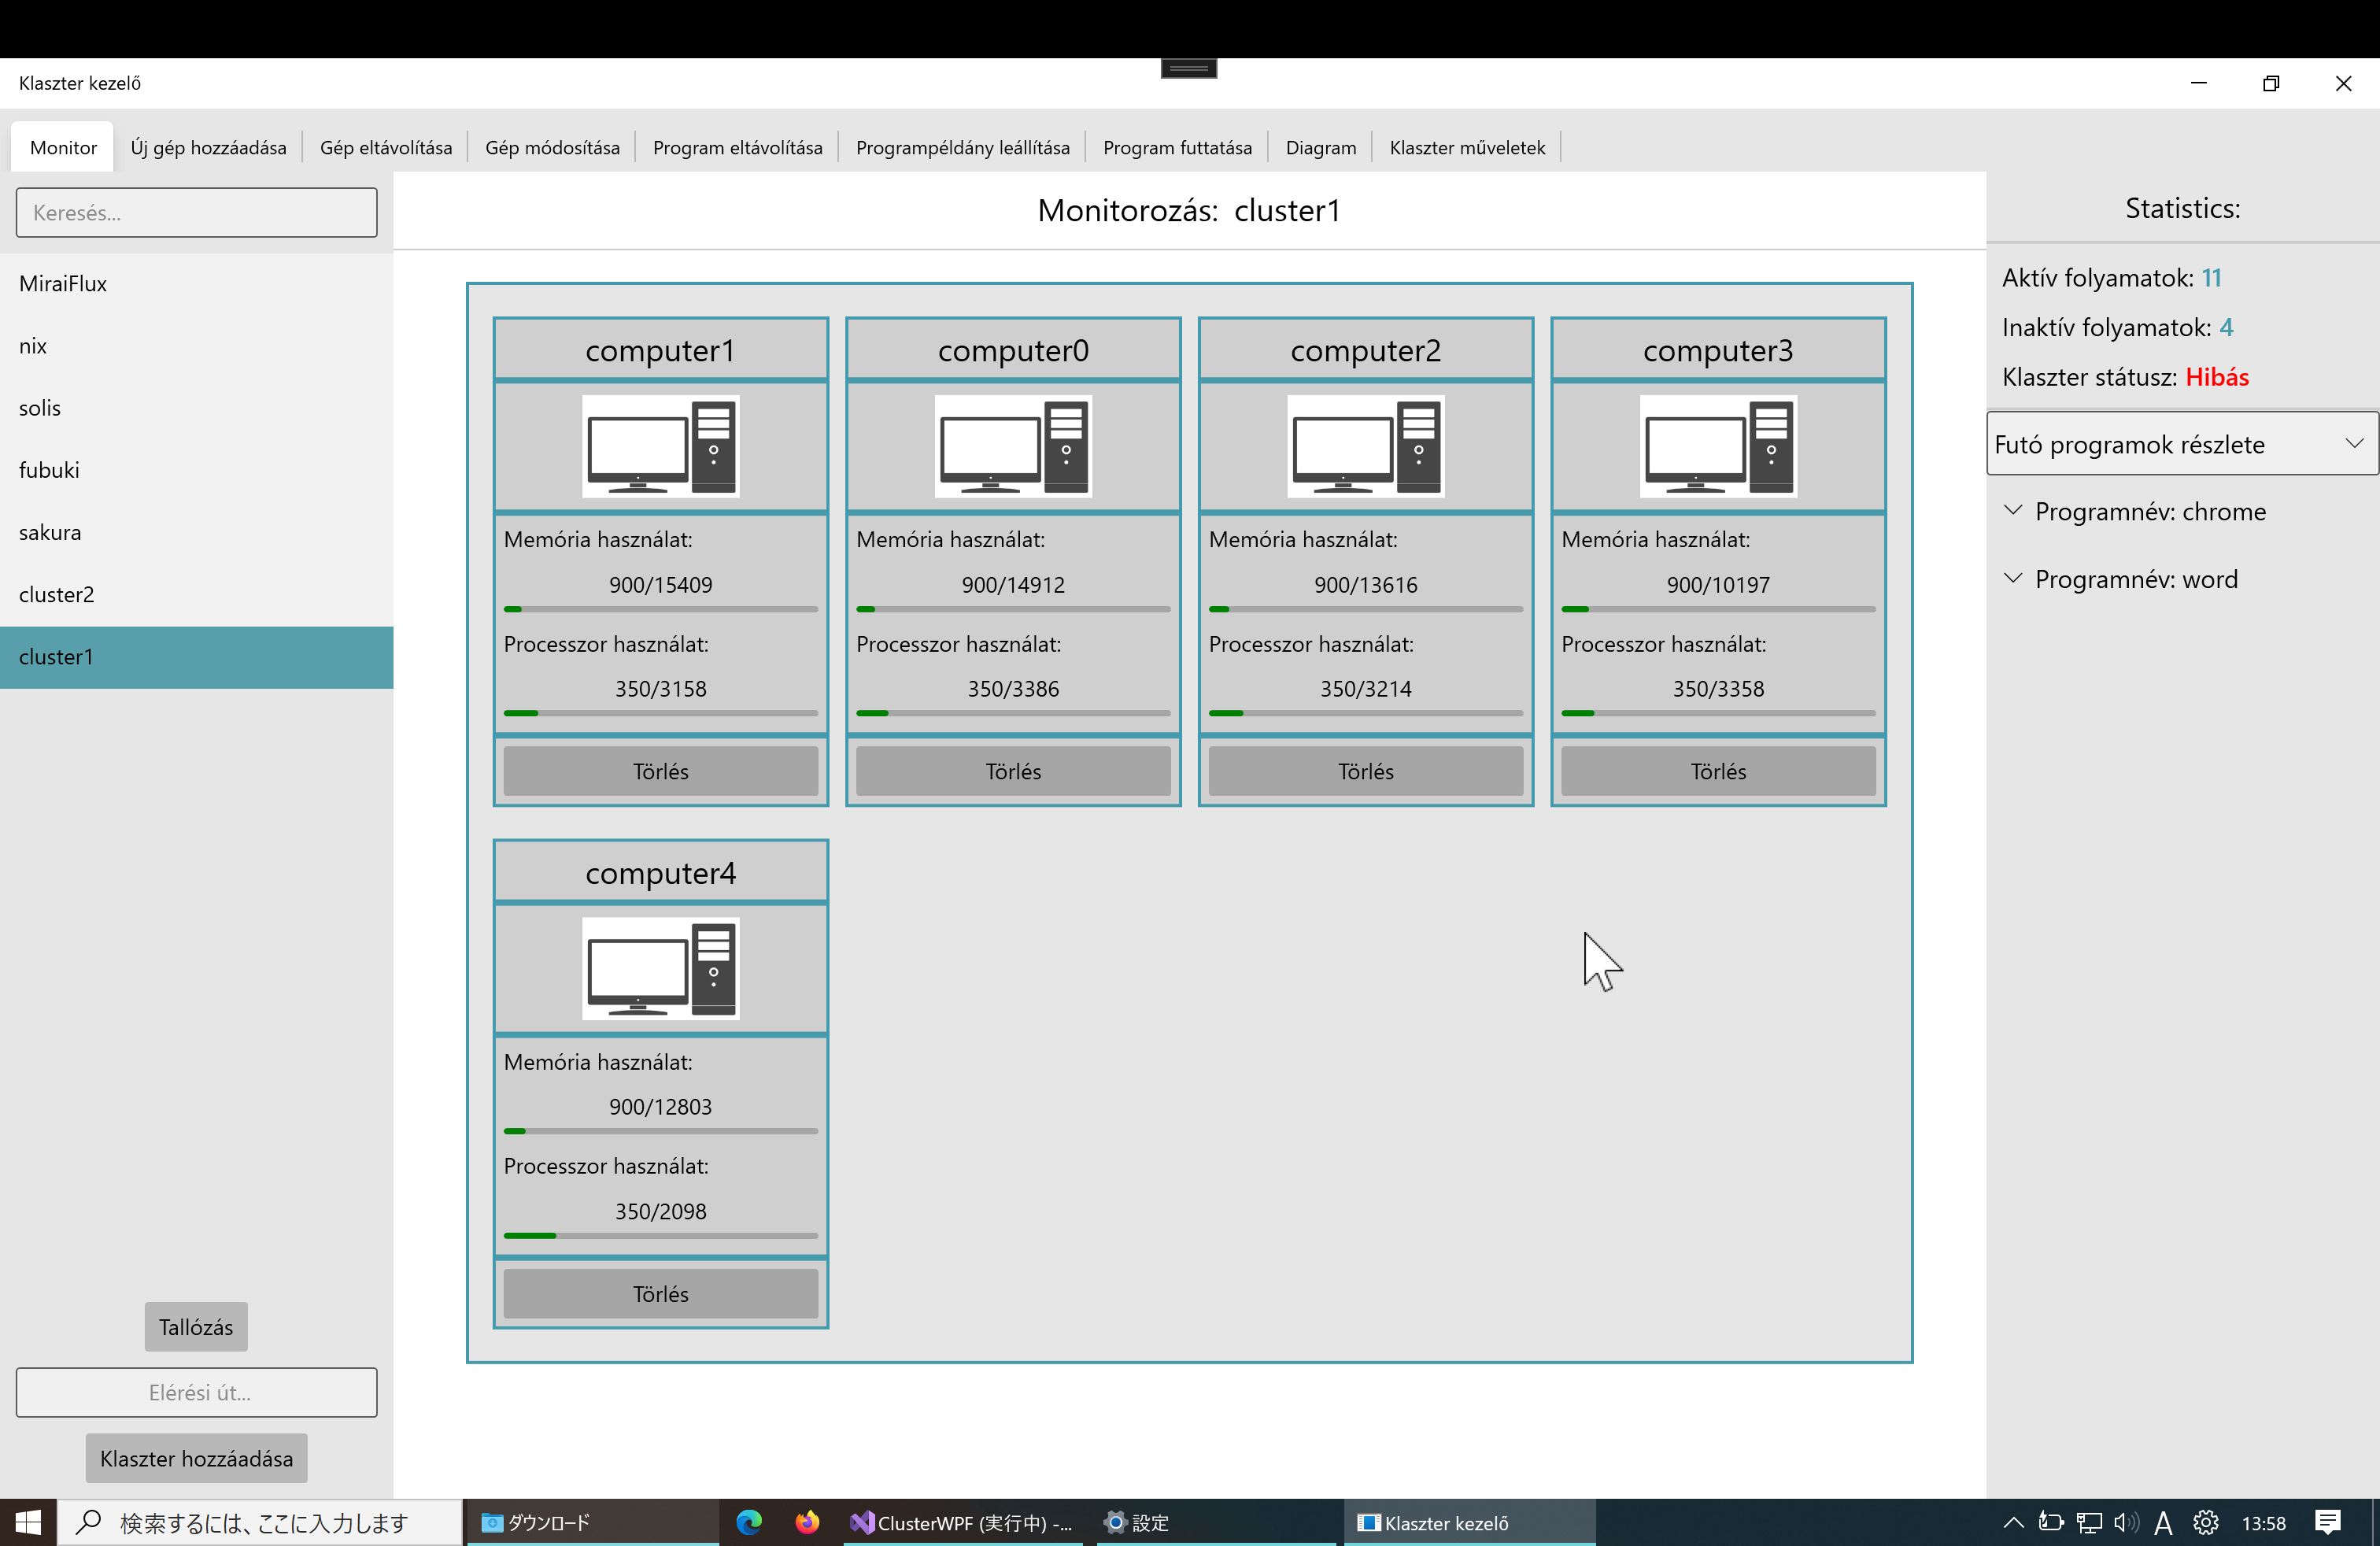 Klaszter kezelő
Monitor
Új gép hozzáadása
Gép eltávolítása
Gép módosítása
Program eltávolítása
Programpéldány leállítása
Program futtatása
Diagram
Klaszter műveletek
Keresés...
MiraiFlux
nix
solis
fubuki
sakura
cluster2
cluster1
Tallózás
Elérési út...
Klaszter hozzáadása
Monitorozás: cluster1
computer1
Memória használat:
900/15409
Processzor használat:
350/3158
Törlés
computer0
Memória használat:
900/14912
Processzor használat:
350/3386
Törlés
computer2
Memória használat:
900/13616
Processzor használat:
350/3214
Törlés
computer3
Memória használat:
900/10197
Processzor használat:
350/3358
Törlés
computer4
Memória használat:
900/12803
Processzor használat:
350/2098
Törlés
Statistics:
Aktív folyamatok: 11
Inaktív folyamatok: 4
Klaszter státusz: Hibás
Futó programok részlete
Programnév: chrome
Programnév: word
検索するには、ここに入力します
ダウンロード
ClusterWPF (実行中) -...
設定
Klaszter kezelő
A
13:58